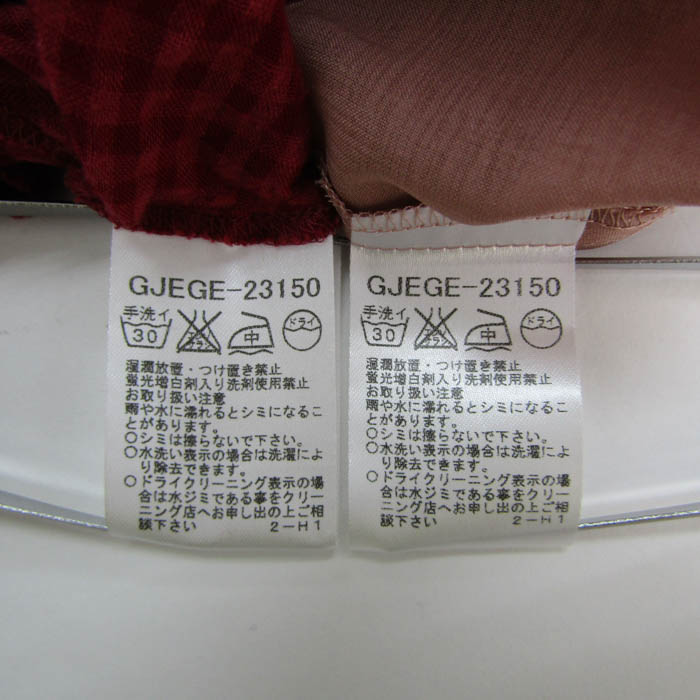 GJEGE-23150
手洗イ
30 エンソサラシ 中 ドライ
湿潤放置・つけ置き禁止
蛍光増白剤入り洗剤使用禁止
お取り扱い注意
雨や水に濡れるとシミになるこ
とがあります。
○シミは擦らないで下さい。
○水洗い表示の場合は洗濯によ
り除去できます。
○ドライクリーニング表示の場
合は水ジミである事をクリー
ニング店へお申し出の上ご相
談下さい 2-H1
GJEGE-23150
手洗イ
30 エンソサラシ 中 ドライ
湿潤放置・つけ置き禁止
蛍光増白剤入り洗剤使用禁止
お取り扱い注意
雨や水に濡れるとシミになるこ
とがあります。
○シミは擦らないで下さい。
○水洗い表示の場合は洗濯によ
り除去できます。
○ドライクリーニング表示の場
合は水ジミである事をクリー
ニング店へお申し出の上ご相
談下さい 2-H1